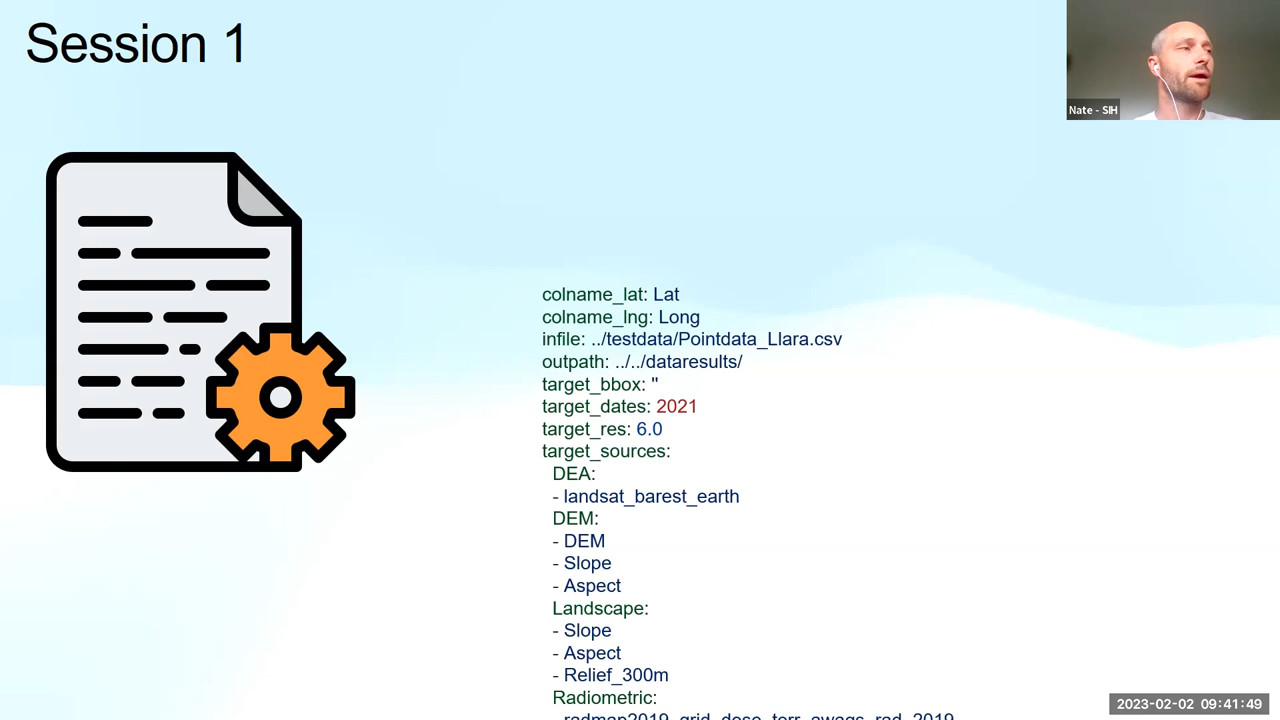 Session 1
Nate - SIH
colname_lat: Lat
colname_lng: Long
infile: ../testdata/Pointdata_Llara.csv
outpath: ../../dataresults/
target_bbox: ''
target_dates: 2021
target_res: 6.0
target_sources:
DEA:
- landsat_barest_earth
DEM:
- DEM
- Slope
- Aspect
Landscape:
- Slope
- Aspect
- Relief_300m
Radiometric:
- radmap2019_grid_dose_terr_awags_rad_2019
2023-02-02 09:41:49